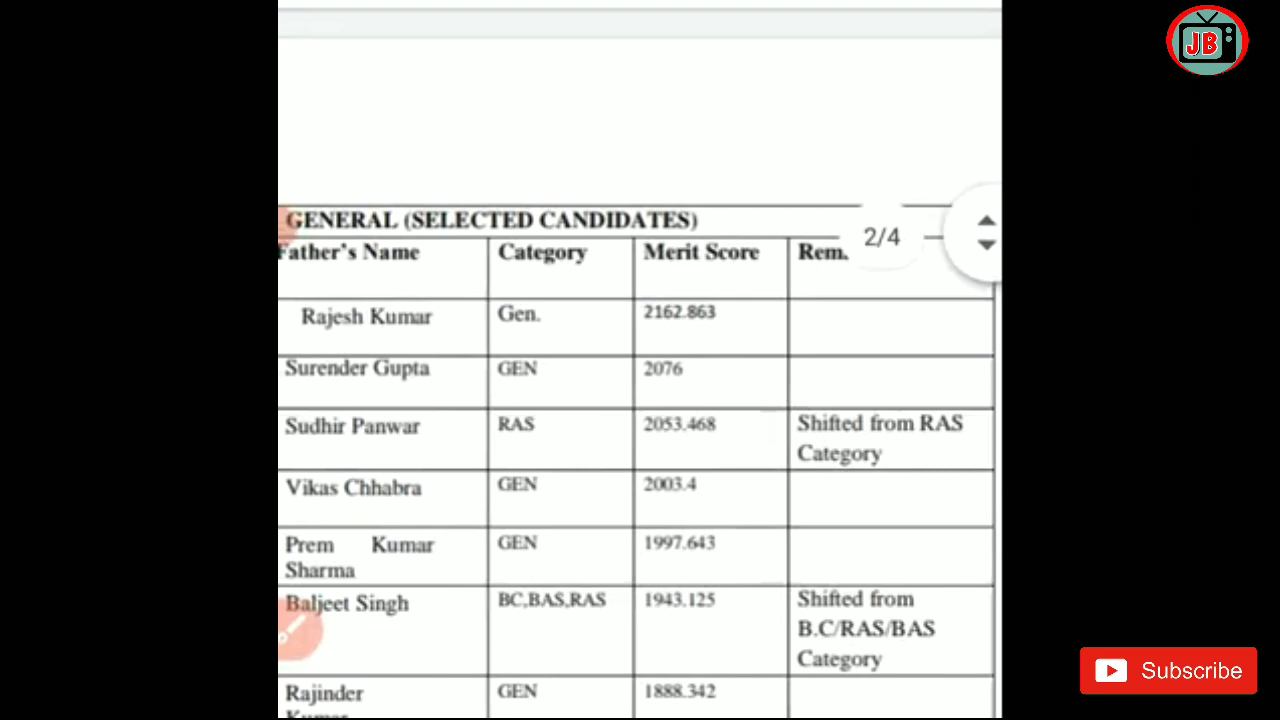 JB
GENERAL (SELECTED CANDIDATES)
2/4
Father's Name Category Merit Score
Rajesh Kumar Gen. 2162.863
Surender Gupta GEN 2076
Sudhir Panwar RAS 2053.468 Shifted from RAS
Category
Vikas Chhabra GEN 2003.4
Prem Kumar GEN 1997.643
Sharma
Baljeet Singh BC,BAS,RAS 1943.125 Shifted from
B.C/RAS/BAS
Category
Rajinder GEN 1888.342
Kumar
Subscribe